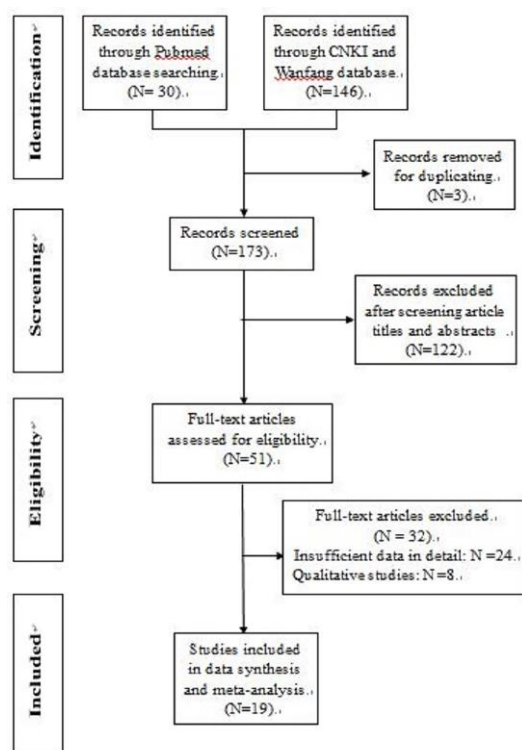 Identification
Records identified
through Pubmed
database searching.
(N= 30).
Records identified
through CNKI and
Wanfang database.
(N=146).
Records removed
for duplicating.
(N=3).
Screening
Records screened
(N=173)
Records excluded
after screening article
titles and abstracts .
(N=122).
Eligibility
Full-text articles
assessed for eligibility.
(N=51).
Full-text articles excluded.
(N = 32).
Insufficient data in detail: N =24.
Qualitative studies: N=8.
Included
Studies included
in data synthesis
and meta-analysis.
(N=19).